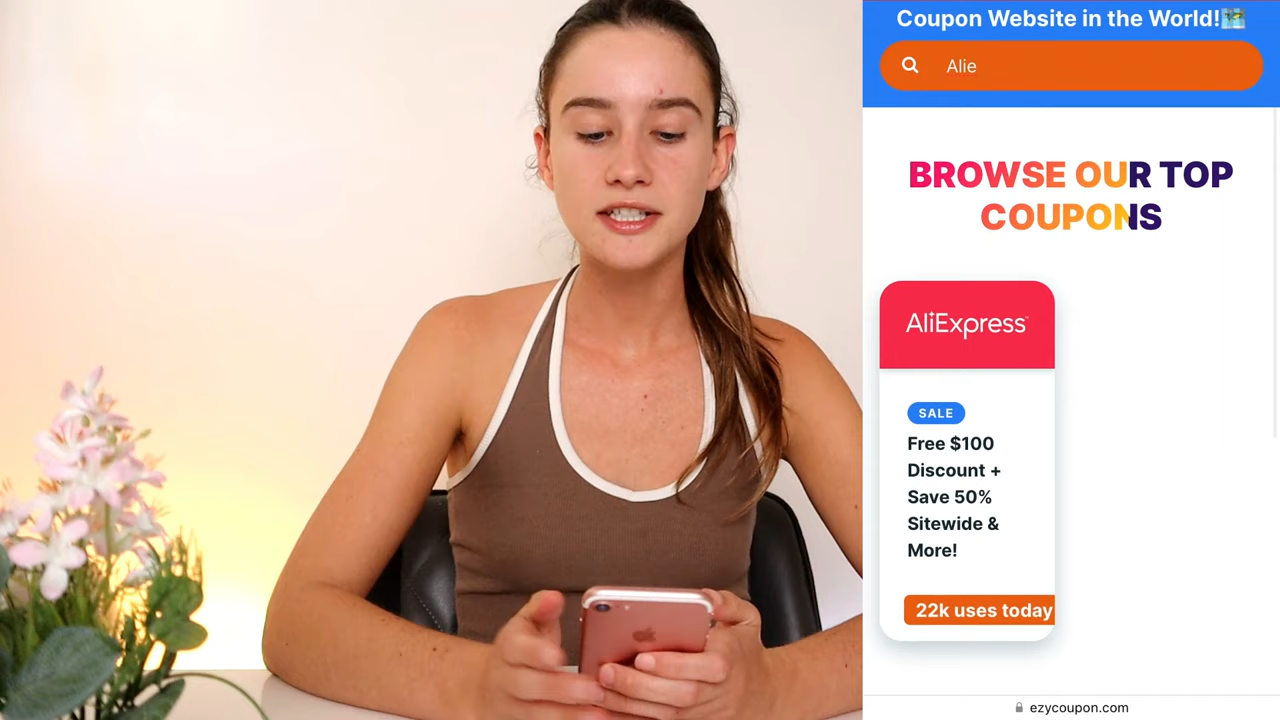 Coupon Website in the World!🗺️
Alie
BROWSE OUR TOP
COUPONS
AliExpress
SALE
Free $100
Discount +
Save 50%
Sitewide &
More!
22k uses today
ezycoupon.com